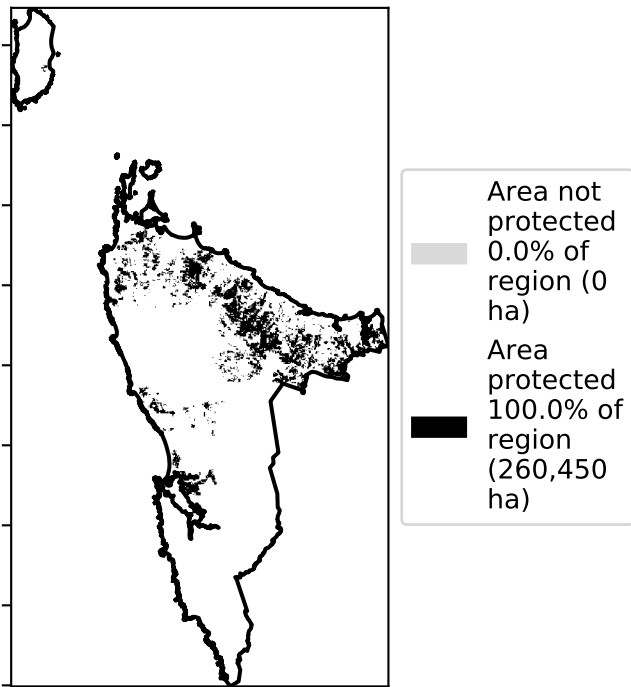 Area not
protected
0.0% of
region (0
ha)
Area
protected
100.0% of
region
(260,450
ha)